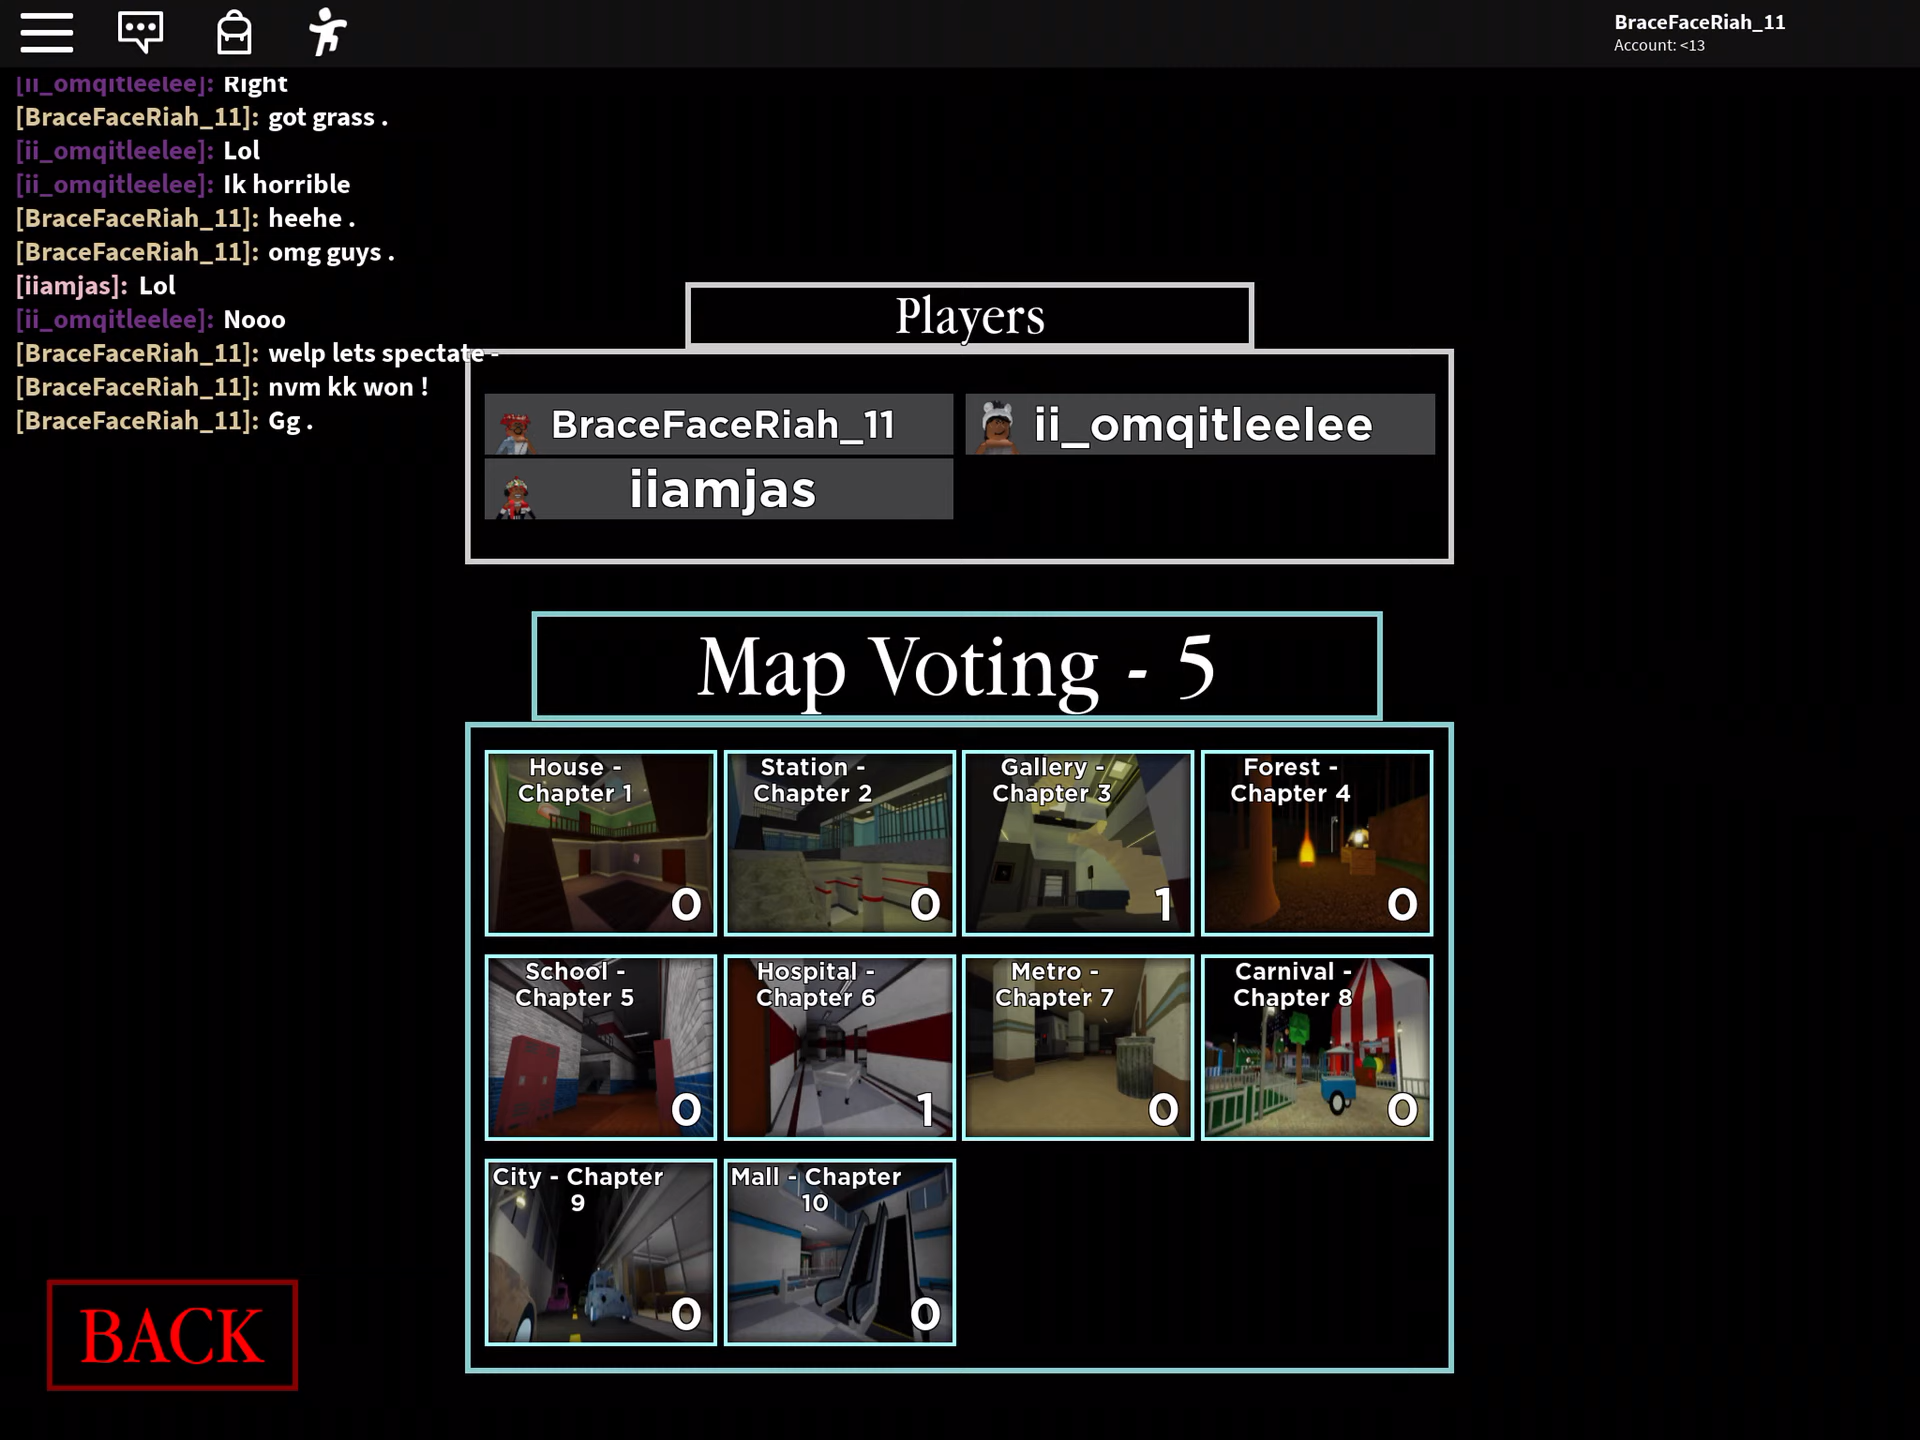 BraceFaceRiah_11
Account: <13
[ii_omqitleelee]: Right
[BraceFaceRiah_11]: got grass .
[ii_omqitleelee]: Lol
[ii_omqitleelee]: Ik horrible
[BraceFaceRiah_11]: heehe .
[BraceFaceRiah_11]: omg guys .
[iiamjas]: Lol
[ii_omqitleelee]: Nooo
[BraceFaceRiah_11]: welp lets spectate -
[BraceFaceRiah_11]: nvm kk won !
[BraceFaceRiah_11]: Gg .
Players
BraceFaceRiah_11
ii_omqitleelee
iiamjas
Map Voting - 5
House -
Chapter 1
0
Station -
Chapter 2
0
Gallery -
Chapter 3
1
Forest -
Chapter 4
0
School -
Chapter 5
0
Hospital -
Chapter 6
1
Metro -
Chapter 7
0
Carnival -
Chapter 8
0
City - Chapter
9
0
Mall - Chapter
10
0
BACK